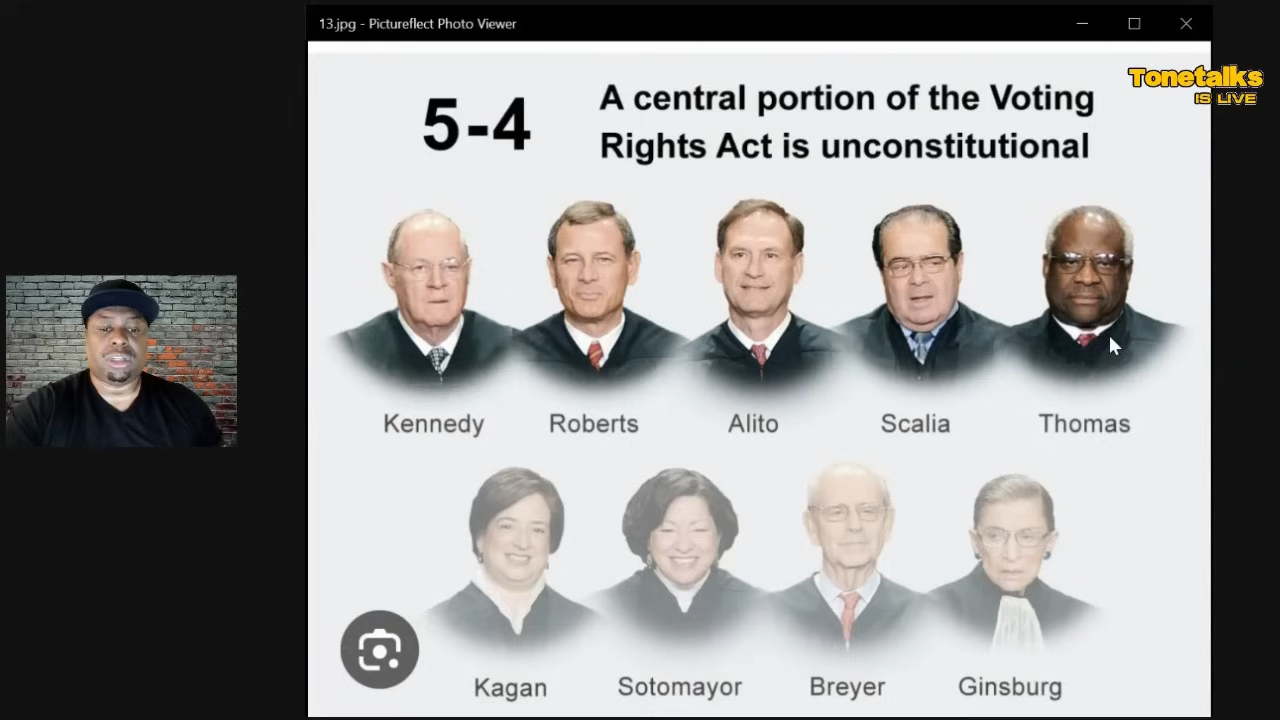 13.jpg - Pictureflect Photo Viewer
Tonetalks
IS LIVE
5-4
A central portion of the Voting
Rights Act is unconstitutional
Kennedy Roberts Alito Scalia Thomas
Kagan Sotomayor Breyer Ginsburg